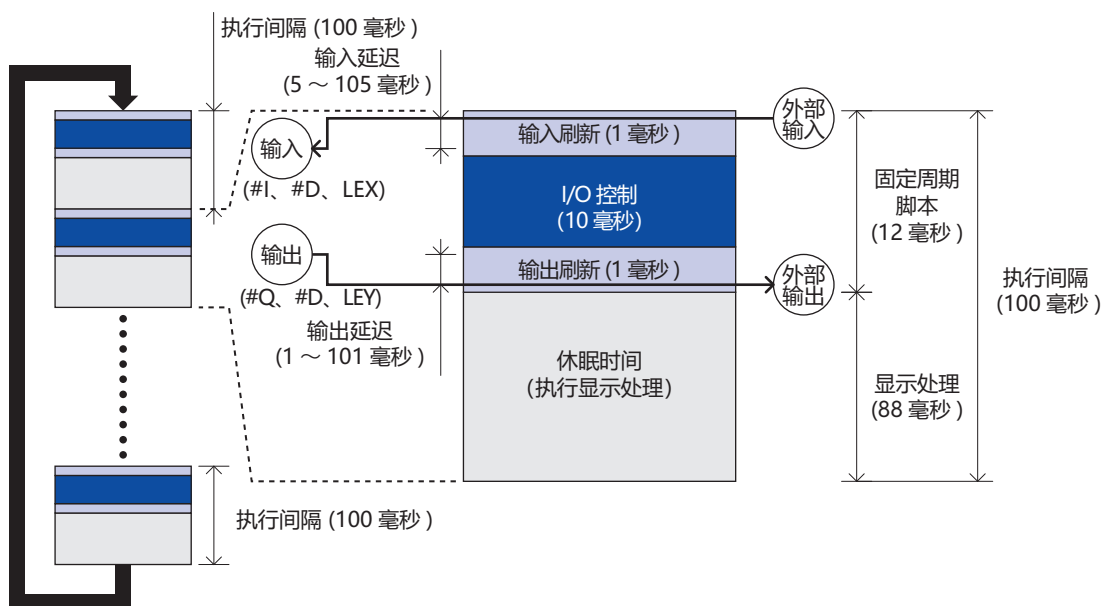 执行间隔 (100 毫秒 )
输入延迟
(5 ～ 105 毫秒 )
输入
(#I、#D、LEX)
输入刷新 (1 毫秒 )
外部
输入
I/O 控制
(10 毫秒)
固定周期
脚本
(12 毫秒 )
输出
(#Q、#D、LEY)
输出刷新 (1 毫秒 )
外部
输出
执行间隔
(100 毫秒 )
输出延迟
(1 ～ 101 毫秒 )
休眠时间
(执行显示处理)
显示处理
(88 毫秒 )
执行间隔 (100 毫秒 )